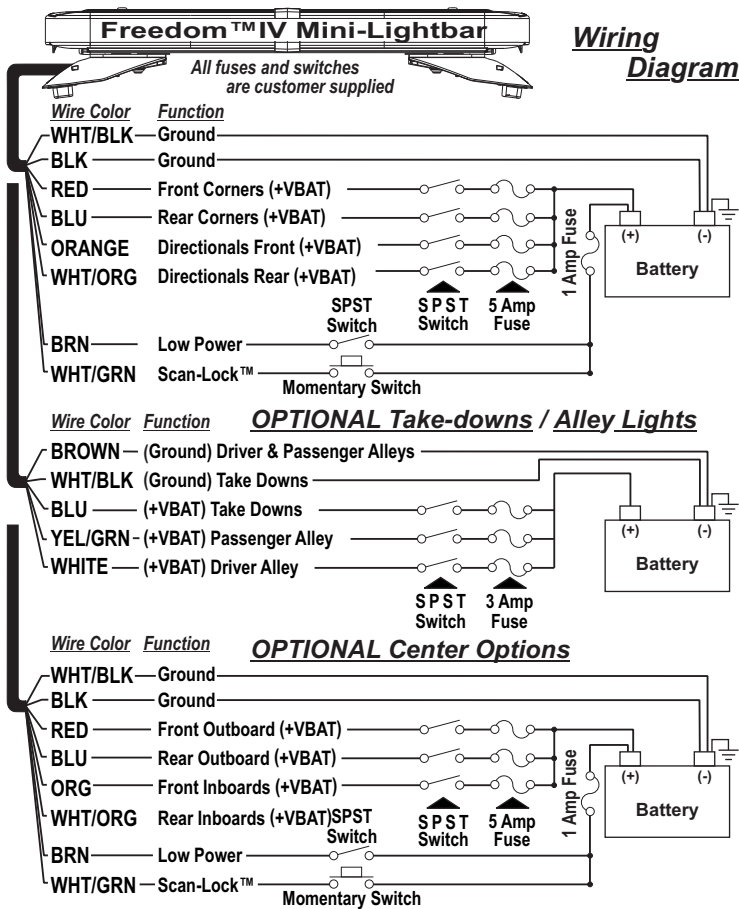 Freedom™IV Mini-Lightbar
Wiring
Diagram
All fuses and switches
are customer supplied
Wire Color Function
WHT/BLK Ground
BLK Ground
RED Front Corners (+VBAT)
BLU Rear Corners (+VBAT)
ORANGE Directionals Front (+VBAT)
WHT/ORG Directionals Rear (+VBAT)
SPST
Switch
SPST
Switch
5 Amp
Fuse
1 Amp Fuse
(+) (-)
Battery
BRN Low Power
WHT/GRN Scan-Lock™
Momentary Switch
Wire Color Function OPTIONAL Take-downs / Alley Lights
BROWN (Ground) Driver & Passenger Alleys
WHT/BLK (Ground) Take Downs
BLU (+VBAT) Take Downs
YEL/GRN (+VBAT) Passenger Alley
WHITE (+VBAT) Driver Alley
SPST
Switch
3 Amp
Fuse
(+) (-)
Battery
Wire Color Function OPTIONAL Center Options
WHT/BLK Ground
BLK Ground
RED Front Outboard (+VBAT)
BLU Rear Outboard (+VBAT)
ORG Front Inboards (+VBAT)
WHT/ORG Rear Inboards (+VBAT)
SPST
Switch
SPST
Switch
5 Amp
Fuse
1 Amp Fuse
(+) (-)
Battery
BRN Low Power
WHT/GRN Scan-Lock™
Momentary Switch